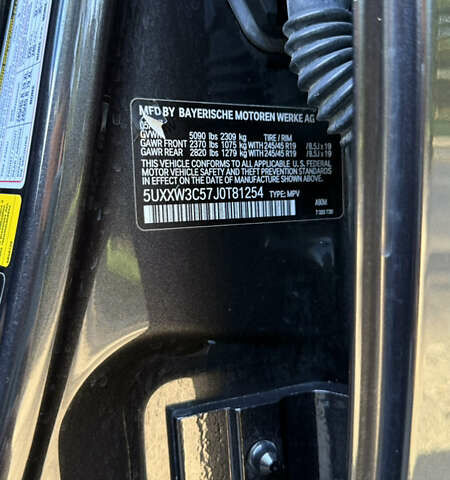 MFD BY BAYERISCHE MOTOREN WERKE AG
GVWR 5090 lbs 2309 kg TIRE / RIM
GAWR FRONT 2370 lbs 1075 kg WITH 245/45 R19 / 8.5J x 19
GAWR REAR 2820 lbs 1279 kg WITH 245/45 R19 / 8.5J x 19
THIS VEHICLE CONFORMS TO ALL APPLICABLE U.S. FEDERAL
MOTOR VEHICLE SAFETY
STANDARDS IN EFFECT ON THE DATE OF MANUFACTURE SHOWN ABOVE.
5UXXW3C57J0T81254 TYPE: MPV
A90M